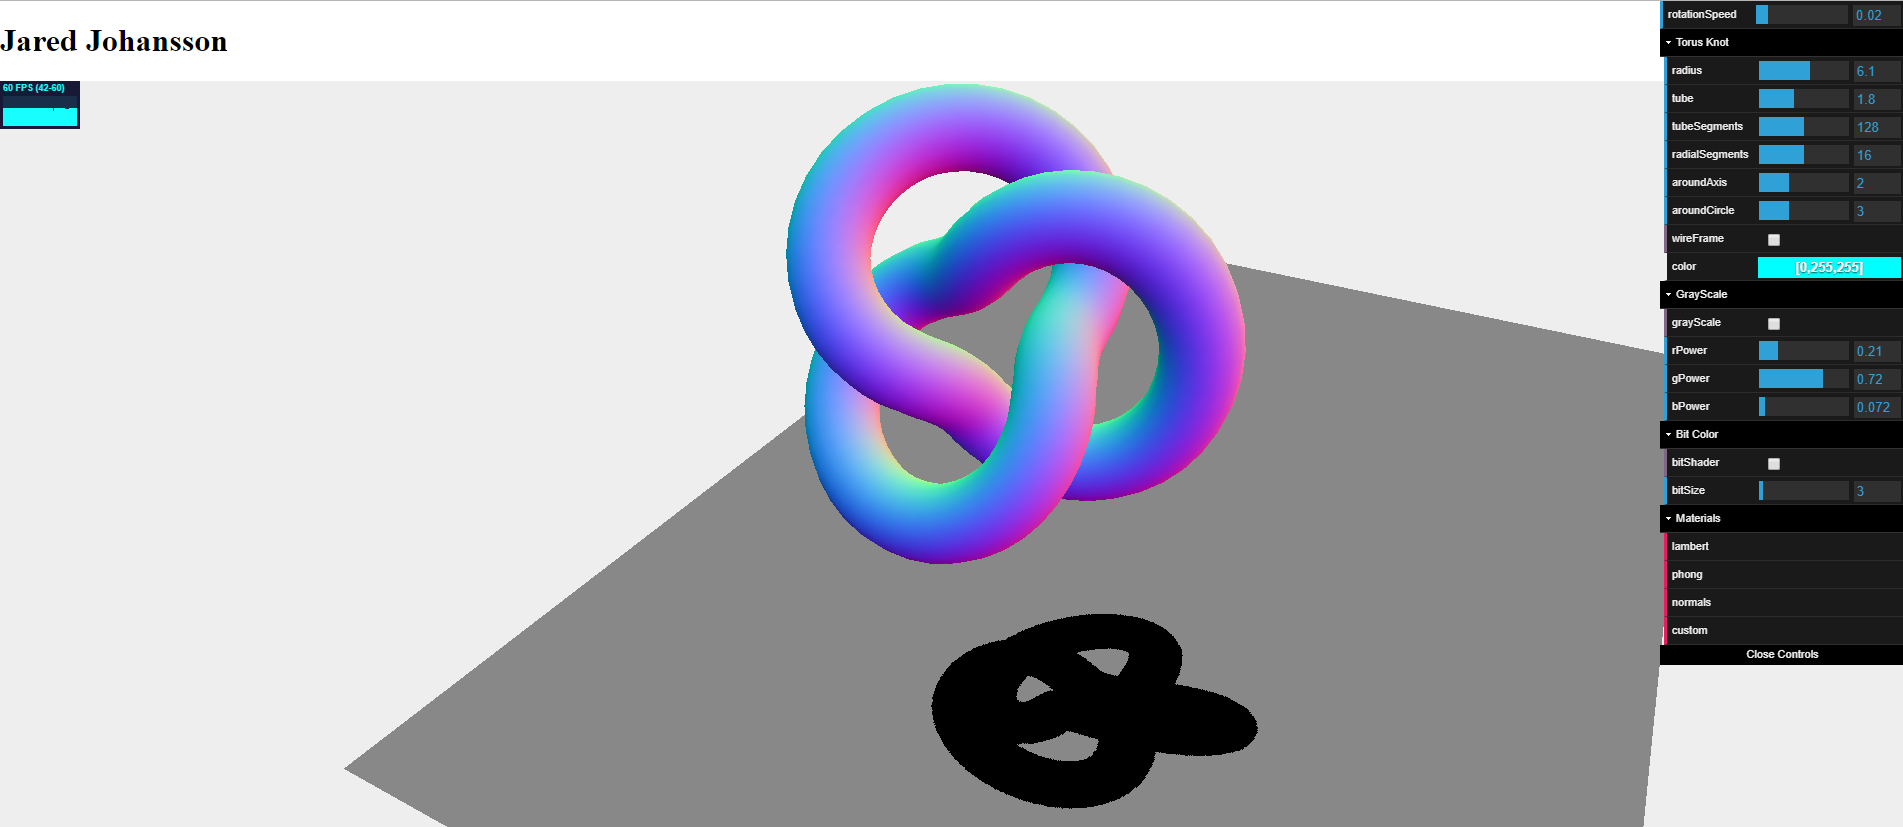 Jared Johansson
60 FPS (42-60)
rotationSpeed 0.02
Torus Knot
radius 6.1
tube 1.8
tubeSegments 128
radialSegments 16
aroundAxis 2
aroundCircle 3
wireFrame
color [0,255,255]
GrayScale
grayScale
rPower 0.21
gPower 0.72
bPower 0.072
Bit Color
bitShader
bitSize 3
Materials
lambert
phong
normals
custom
Close Controls